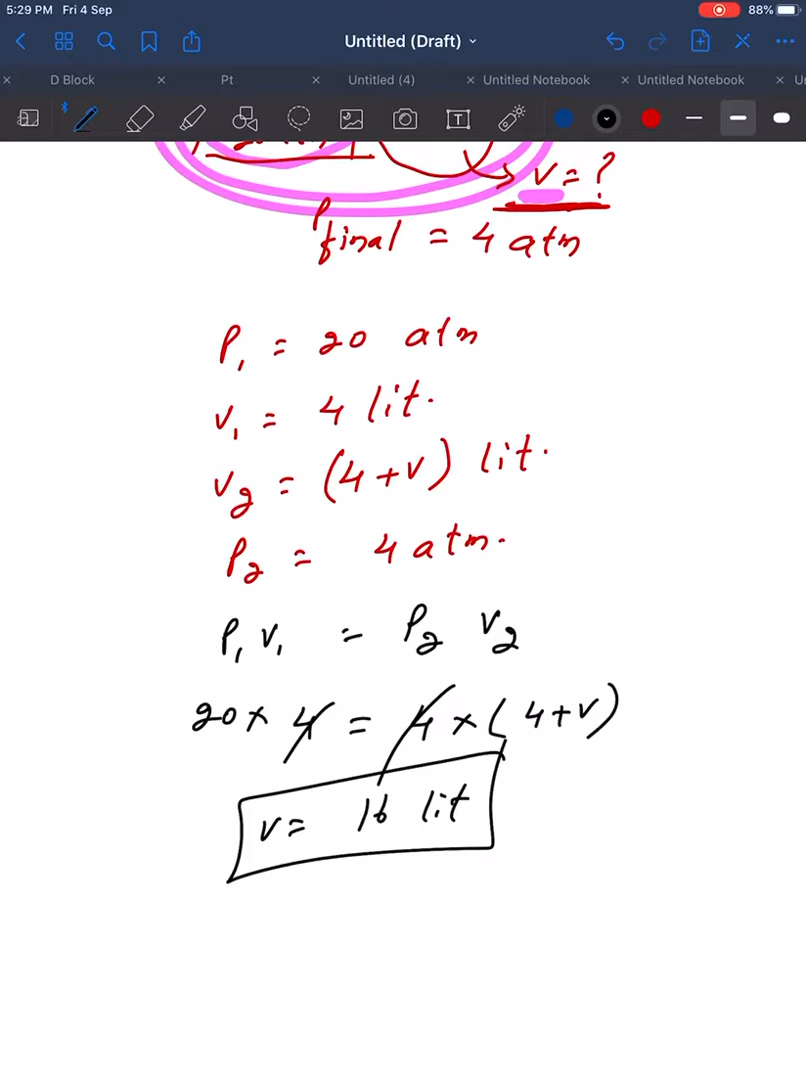 5:29 PM Fri 4 Sep 88%
Untitled (Draft)
D Block Pt Untitled (4) Untitled Notebook Untitled Notebook
V = ?
Pfinal = 4 atm
P1 = 20 atm
V1 = 4 lit.
V2 = (4+V) lit.
P2 = 4 atm.
P1 V1 = P2 V2
20 × 4 = 4 × (4+V)
V = 16 lit